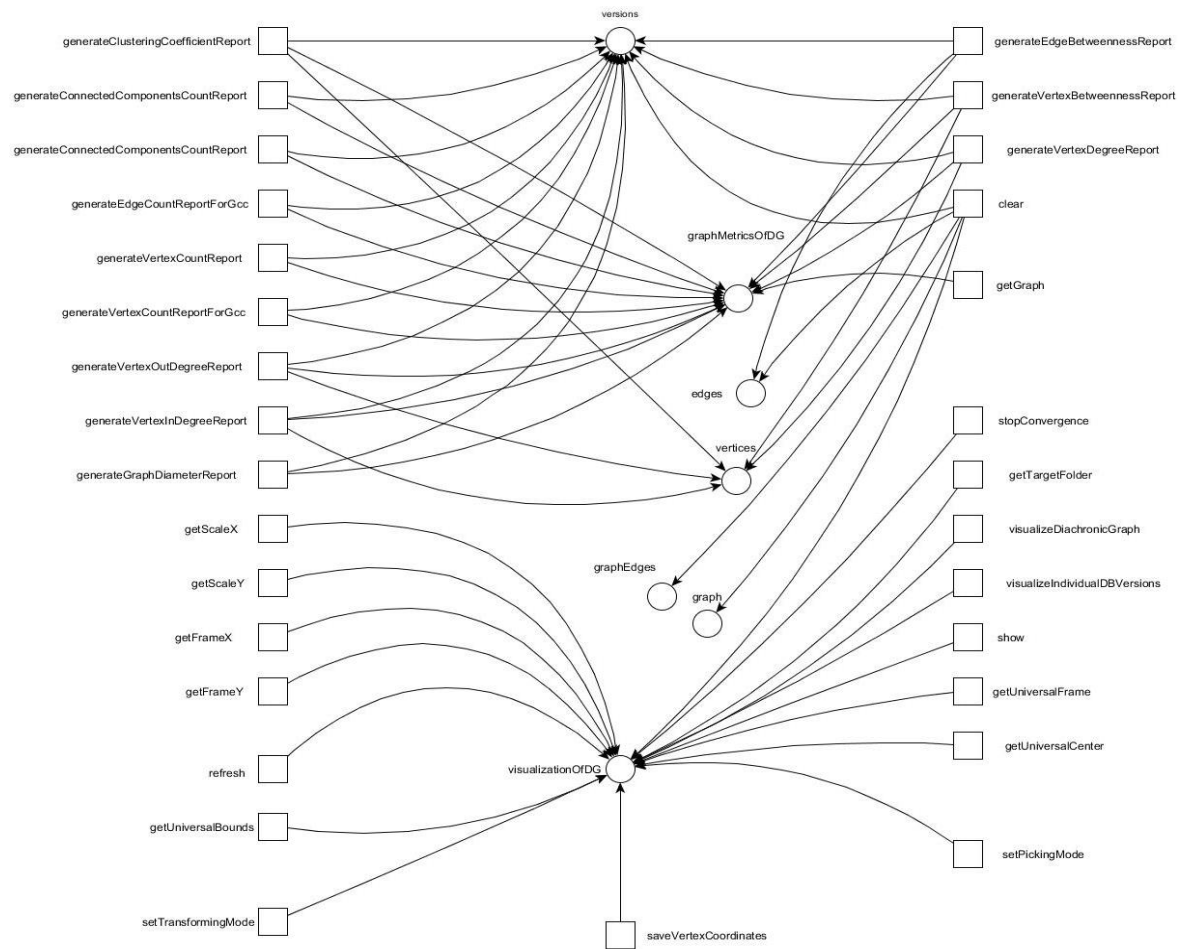 versions
generateClusteringCoefficientReport
generateEdgeBetweennessReport
generateConnectedComponentsCountReport
generateVertexBetweennessReport
generateConnectedComponentsCountReport
generateVertexDegreeReport
generateEdgeCountReportForGcc
clear
graphMetricsOfDG
generateVertexCountReport
getGraph
generateVertexCountReportForGcc
generateVertexOutDegreeReport
edges
generateVertexInDegreeReport
stopConvergence
vertices
generateGraphDiameterReport
getTargetFolder
getScaleX
visualizeDiachronicGraph
graphEdges
getScaleY
visualizeIndividualDBVersions
graph
getFrameX
show
getFrameY
getUniversalFrame
getUniversalCenter
refresh
visualizationOfDG
getUniversalBounds
setPickingMode
setTransformingMode
saveVertexCoordinates